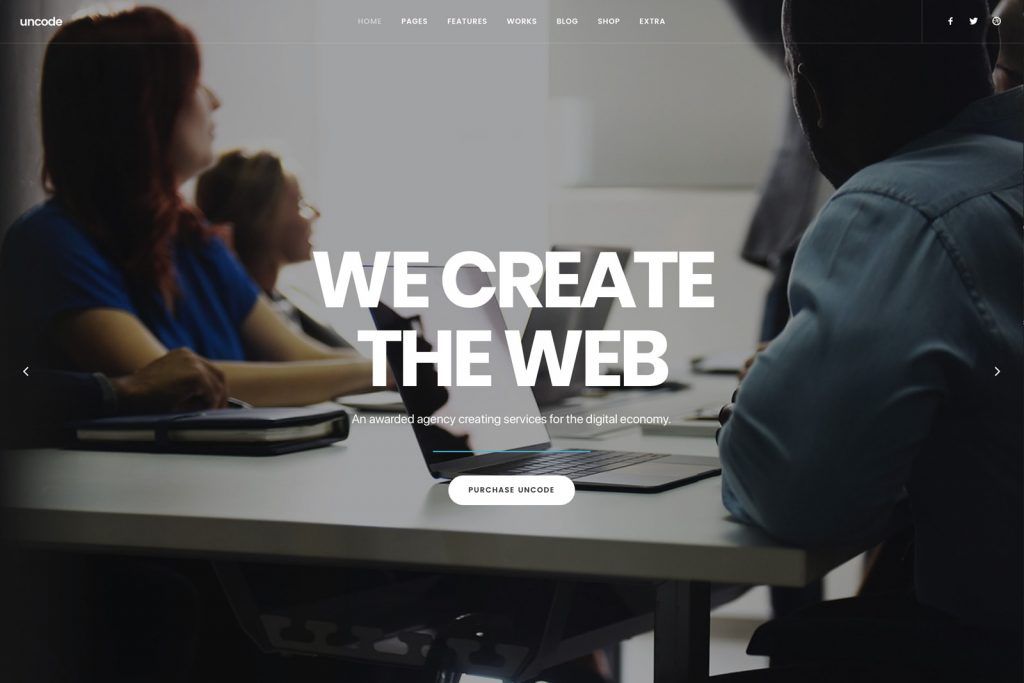 uncode
HOME PAGES FEATURES WORKS BLOG SHOP EXTRA
WE CREATE
THE WEB
An awarded agency creating services for the digital economy.
PURCHASE UNCODE